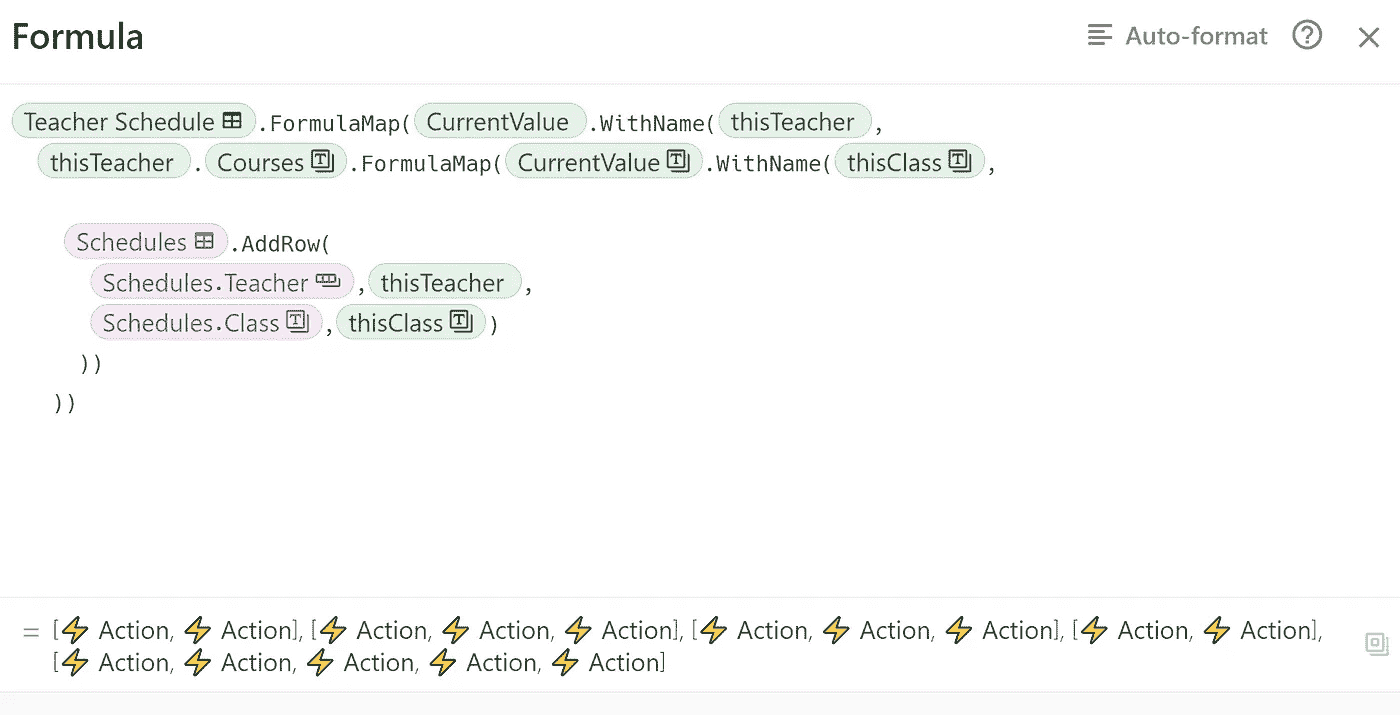 Formula
Auto-format
Teacher Schedule .FormulaMap( CurrentValue .WithName( thisTeacher ,
thisTeacher . Courses .FormulaMap( CurrentValue .WithName( thisClass ,
Schedules .AddRow(
Schedules.Teacher , thisTeacher ,
Schedules.Class , thisClass )
))
))
= [⚡ Action, ⚡ Action], [⚡ Action, ⚡ Action, ⚡ Action], [⚡ Action, ⚡ Action, ⚡ Action], [⚡ Action, ⚡ Action],
[⚡ Action, ⚡ Action, ⚡ Action, ⚡ Action, ⚡ Action]